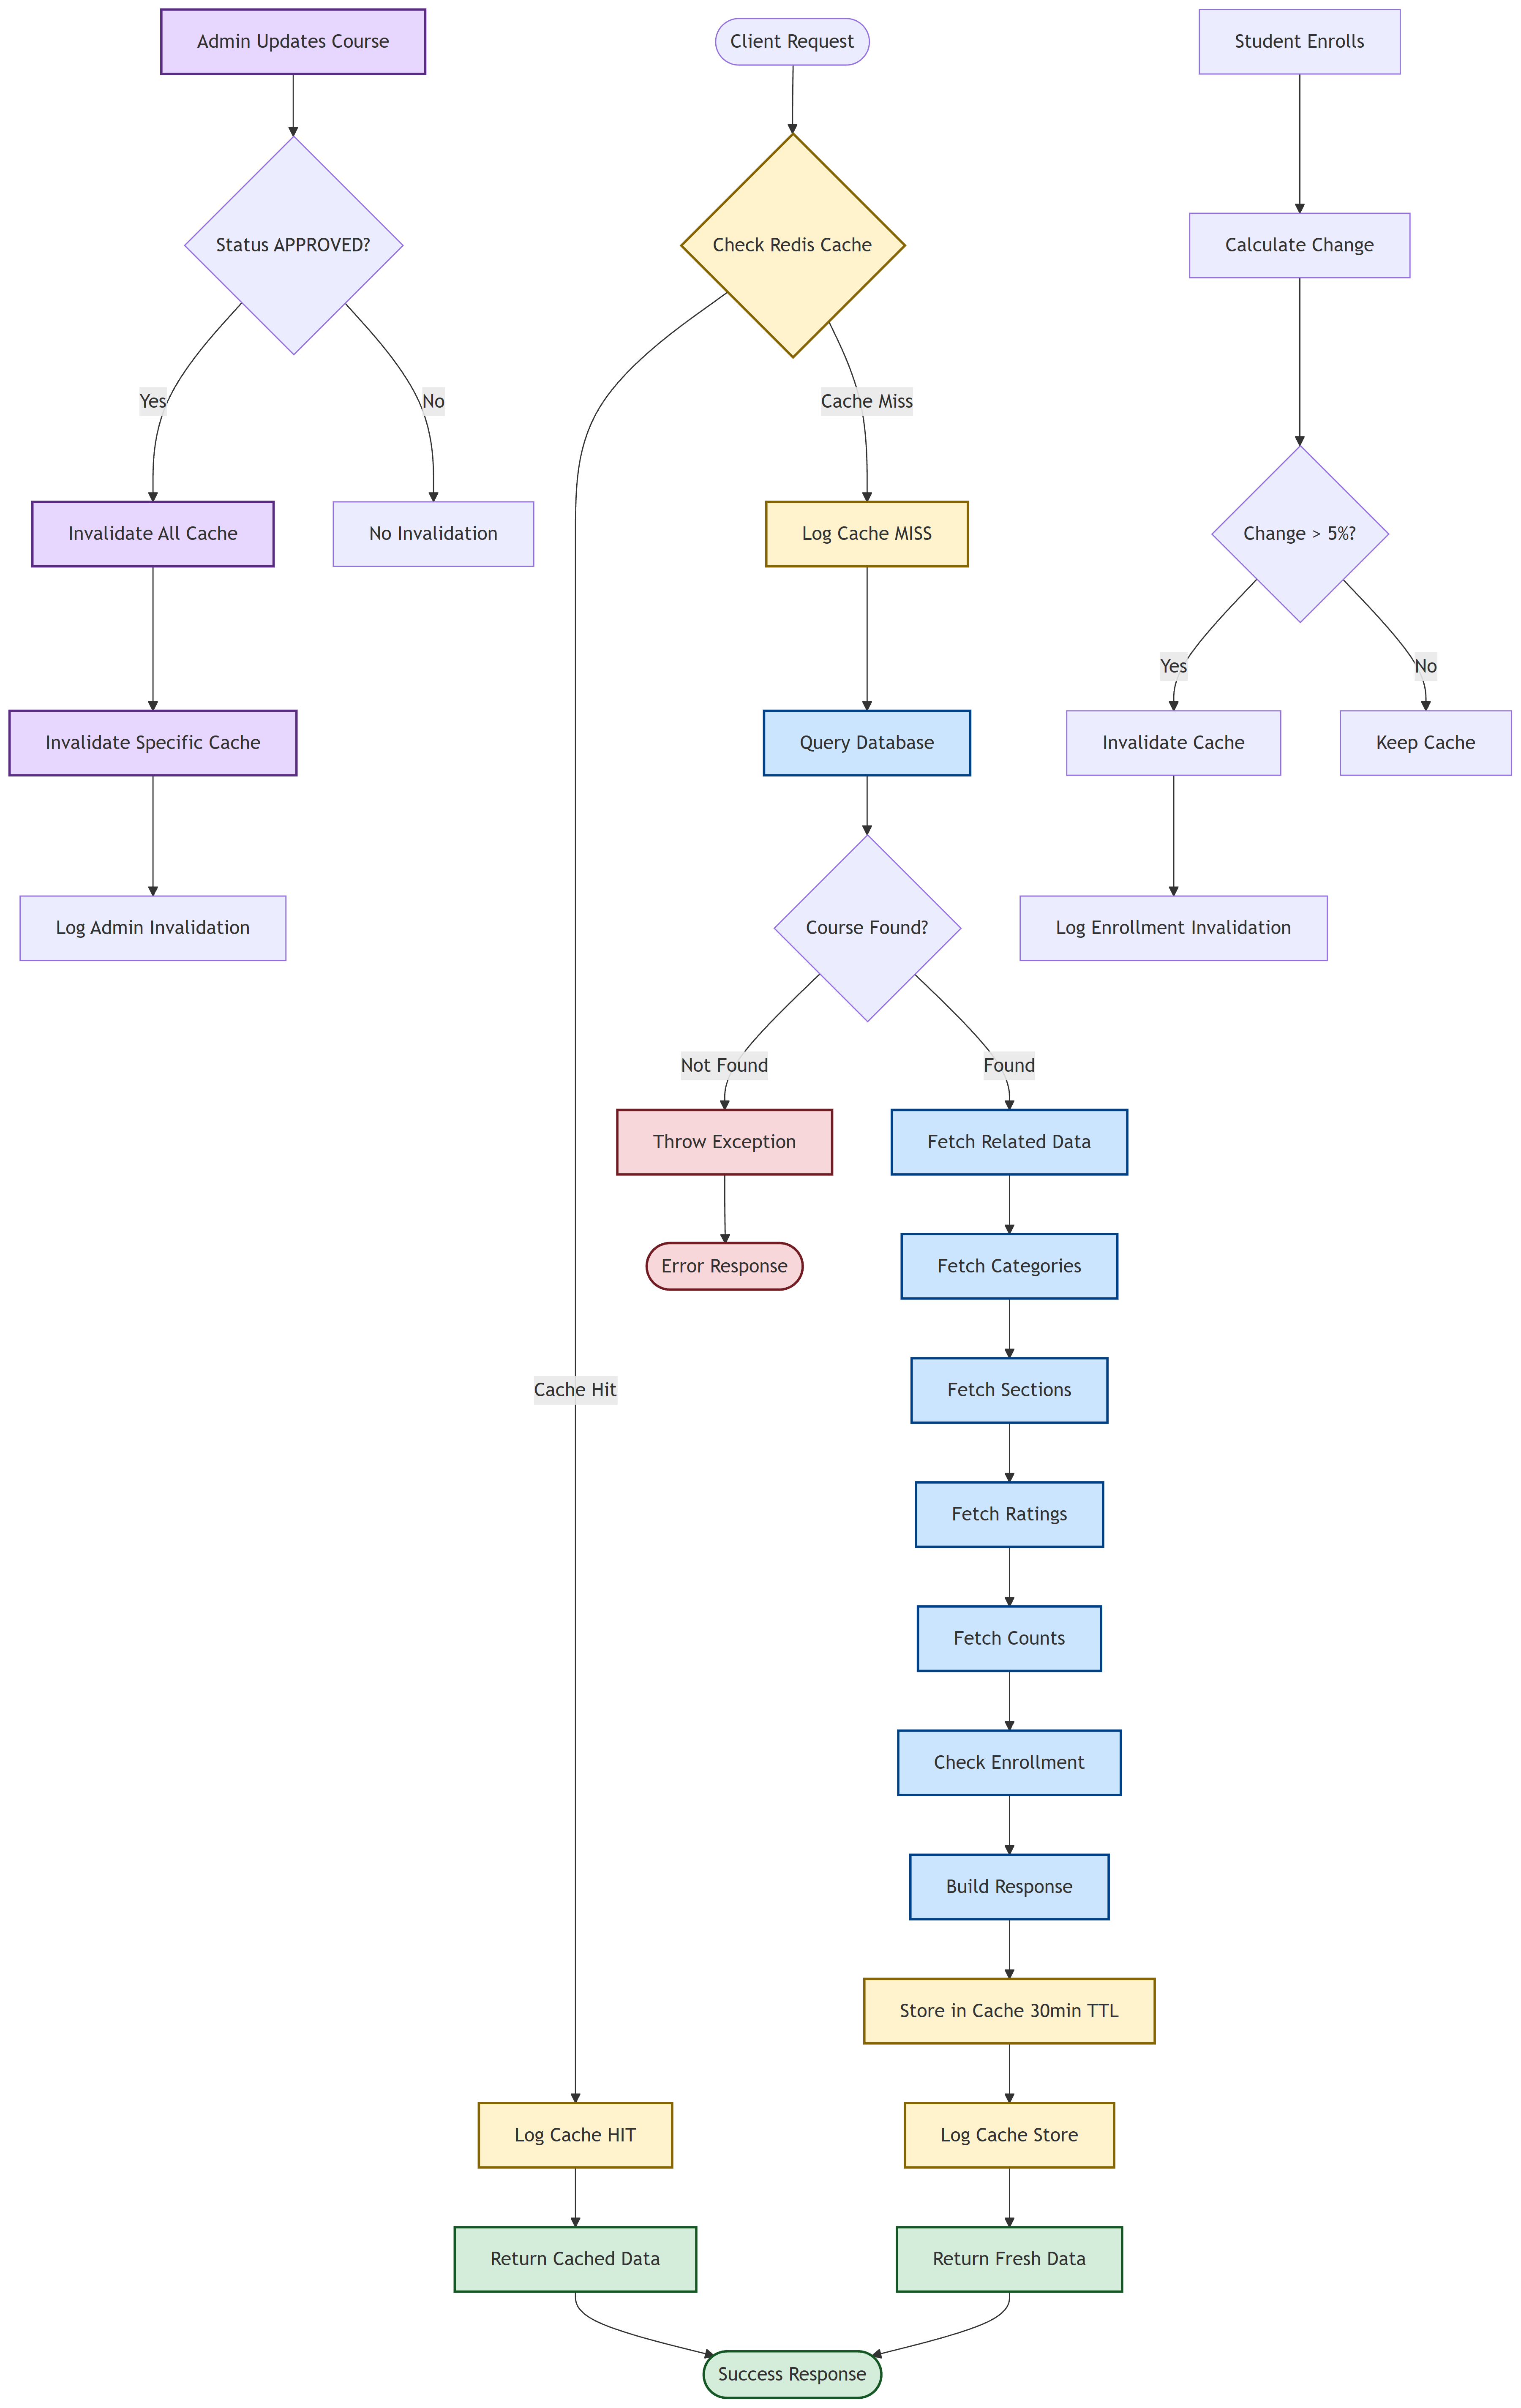 Admin Updates Course
Client Request
Student Enrolls
Status APPROVED?
Check Redis Cache
Calculate Change
Yes
No
Cache Miss
Invalidate All Cache
No Invalidation
Log Cache MISS
Change > 5%?
Yes
No
Invalidate Specific Cache
Query Database
Invalidate Cache
Keep Cache
Log Admin Invalidation
Course Found?
Log Enrollment Invalidation
Not Found
Found
Throw Exception
Fetch Related Data
Error Response
Fetch Categories
Cache Hit
Fetch Sections
Fetch Ratings
Fetch Counts
Check Enrollment
Build Response
Store in Cache 30min TTL
Log Cache HIT
Log Cache Store
Return Cached Data
Return Fresh Data
Success Response